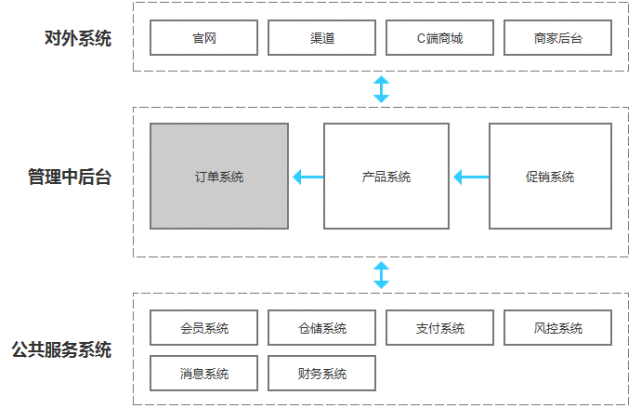 对外系统
官网
渠道
C端商城
商家后台
管理中后台
订单系统
产品系统
促销系统
公共服务系统
会员系统
仓储系统
支付系统
风控系统
消息系统
财务系统